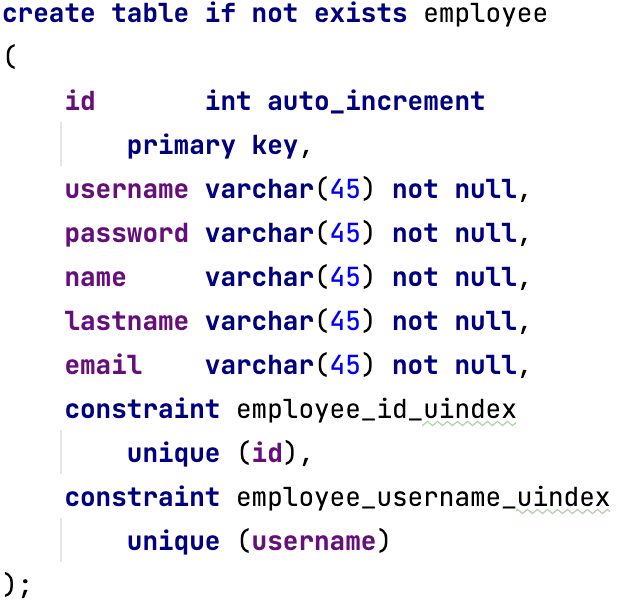 create table if not exists employee
(
    id       int auto_increment
        primary key,
    username varchar(45) not null,
    password varchar(45) not null,
    name     varchar(45) not null,
    lastname varchar(45) not null,
    email    varchar(45) not null,
    constraint employee_id_uindex
        unique (id),
    constraint employee_username_uindex
        unique (username)
);